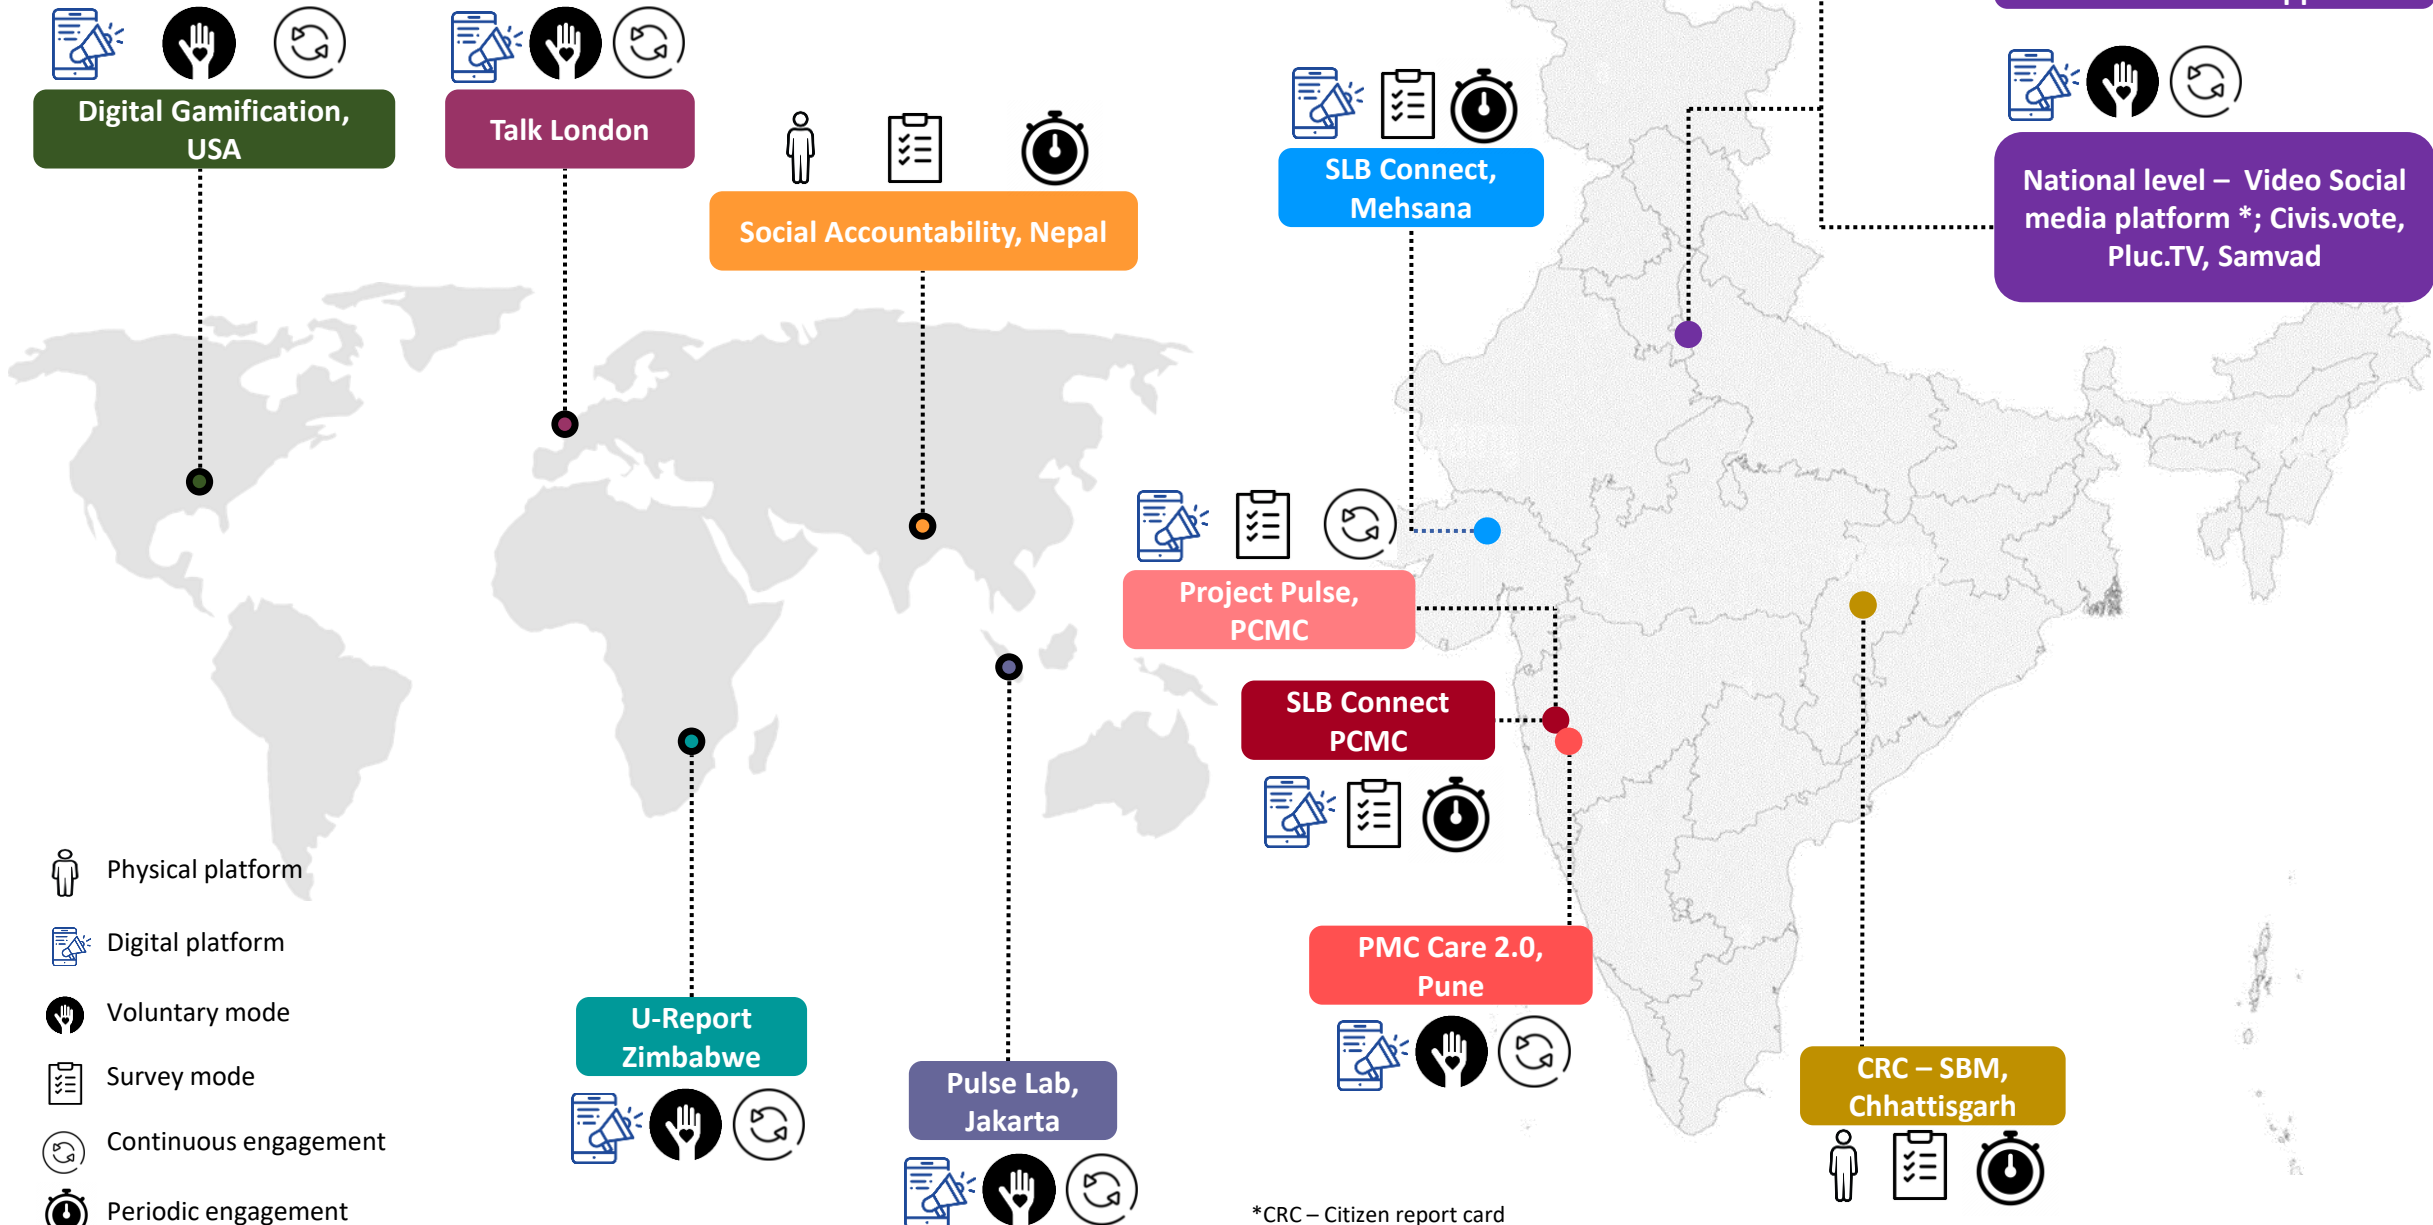 Digital Gamification,
USA
Talk London
Social Accountability, Nepal
SLB Connect,
Mehsana
National level – Video Social
media platform *; Civis.vote,
Pluc.TV, Samvad
Project Pulse,
PCMC
SLB Connect
PCMC
PMC Care 2.0,
Pune
CRC – SBM,
Chhattisgarh
U-Report
Zimbabwe
Pulse Lab,
Jakarta
Physical platform
Digital platform
Voluntary mode
Survey mode
Continuous engagement
Periodic engagement
*CRC – Citizen report card